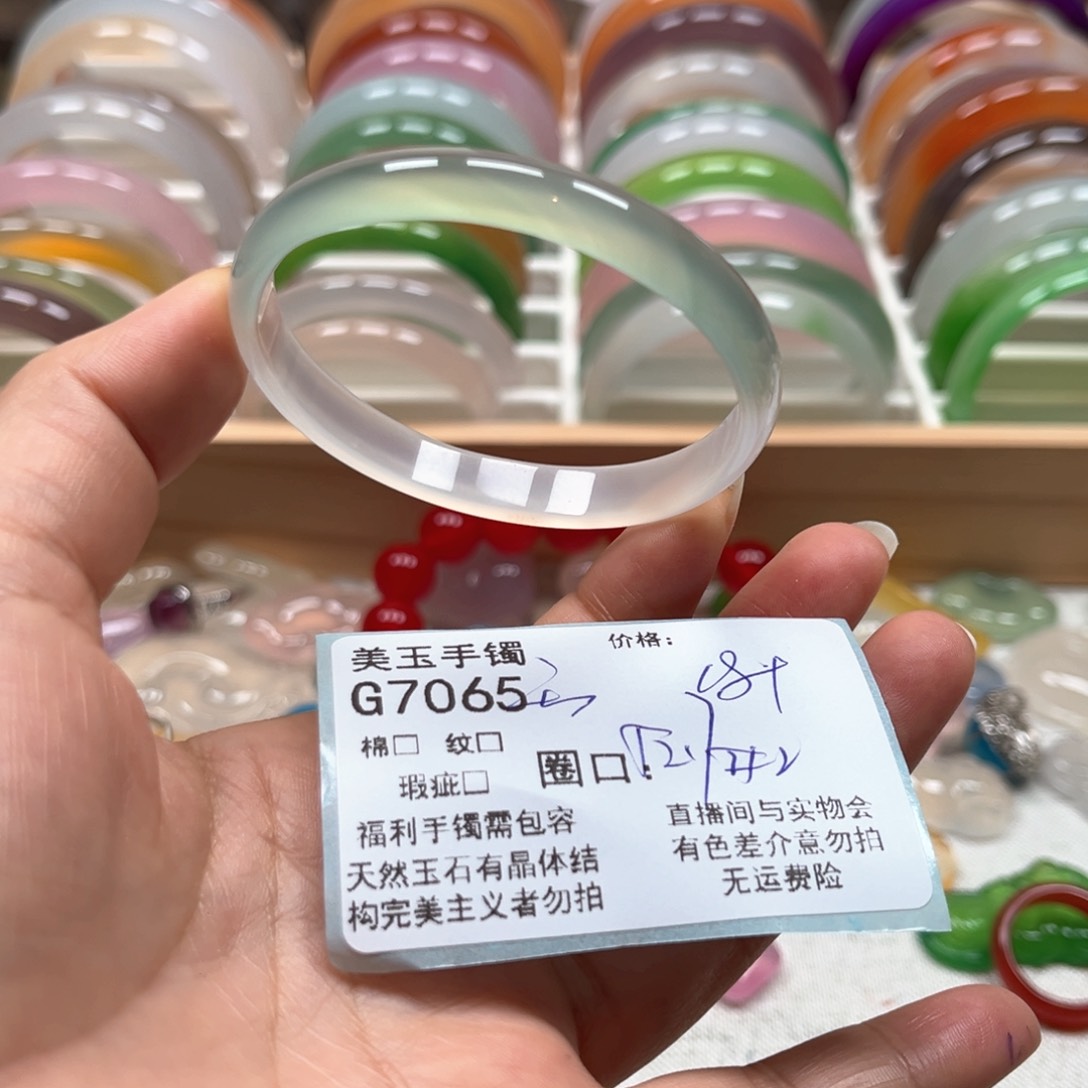 美玉手镯
价格:
G7065
棉□ 纹□
圈口:
瑕疵□
福利手镯需包容
天然玉石有晶体结
构完美主义者勿拍
直播间与实物会
有色差介意勿拍
无运费险